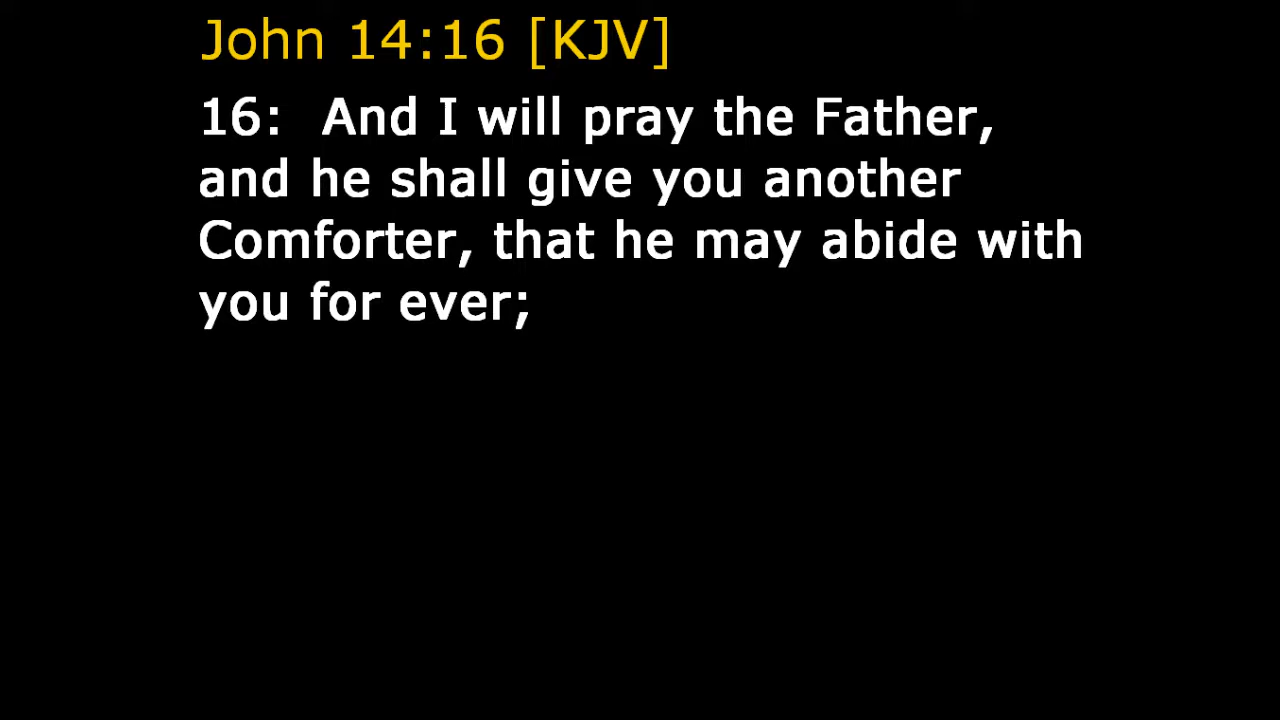 John 14:16 [KJV]
16: And I will pray the Father,
and he shall give you another
Comforter, that he may abide with
you for ever;